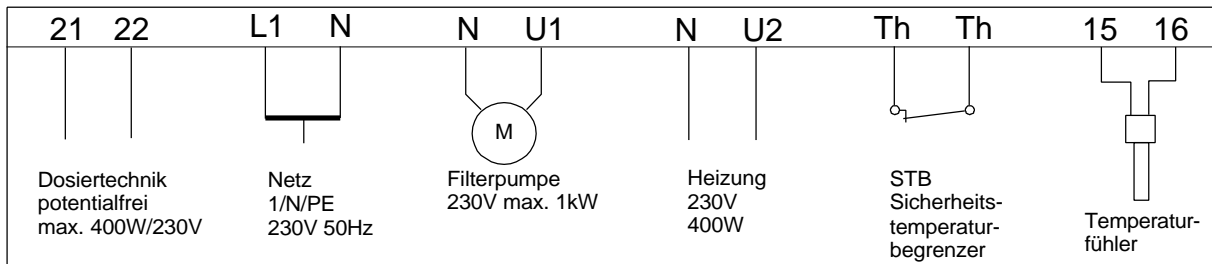 21 22 L1 N N U1 N U2 Th Th 15 16
M
Dosiertechnik
potentialfrei
max. 400W/230V
Netz
1/N/PE
230V 50Hz
Filterpumpe
230V max. 1kW
Heizung
230V
400W
STB
Sicherheits-
temperatur-
begrenzer
Temperatur-
fühler